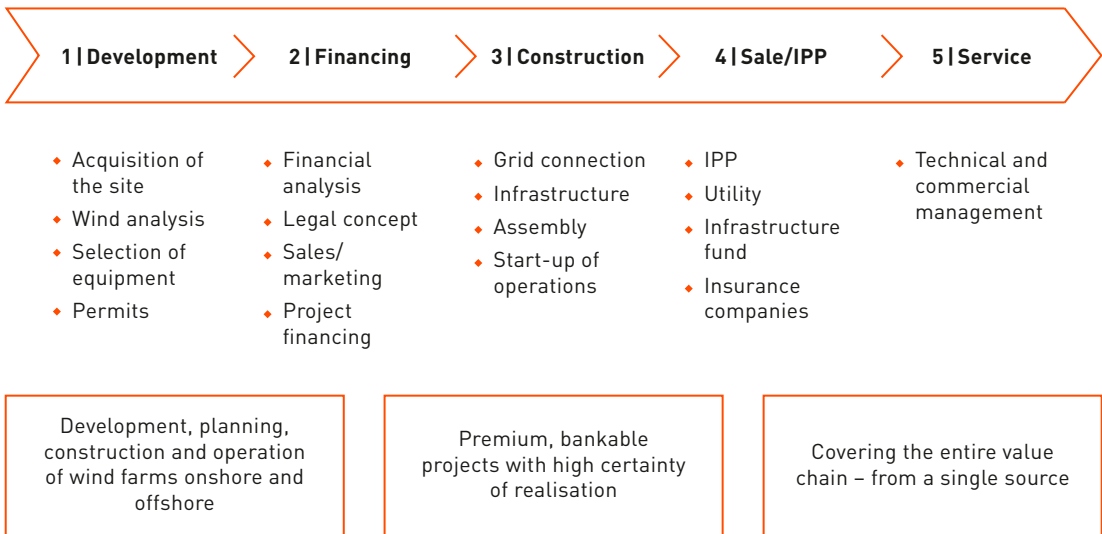 1 | Development
2 | Financing
3 | Construction
4 | Sale/IPP
5 | Service
Acquisition of
the site
Wind analysis
Selection of
equipment
Permits
Financial
analysis
Legal concept
Sales/
marketing
Project
financing
Grid connection
Infrastructure
Assembly
Start-up of
operations
IPP
Utility
Infrastructure
fund
Insurance
companies
Technical and
commercial
management
Development, planning,
construction and operation
of wind farms onshore and
offshore
Premium, bankable
projects with high certainty
of realisation
Covering the entire value
chain – from a single source